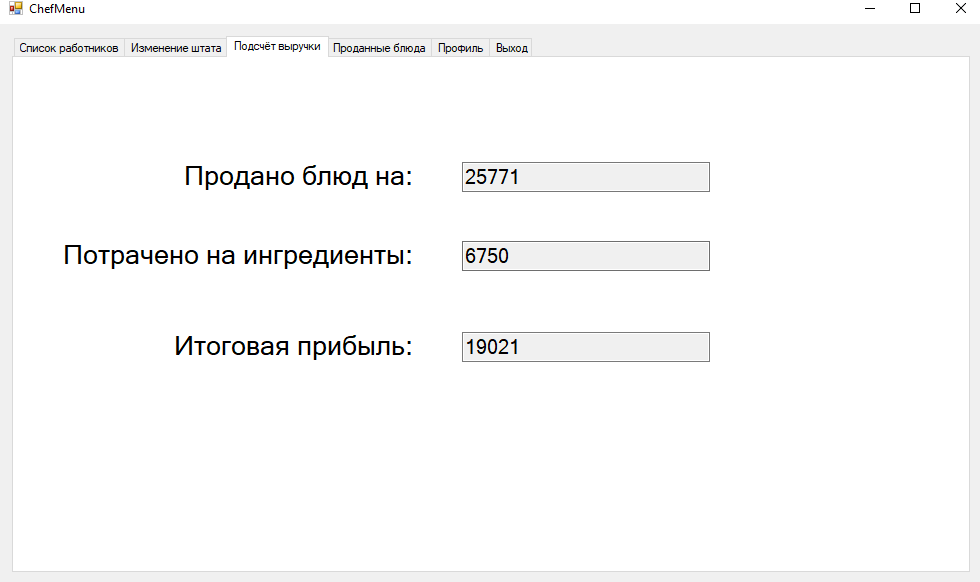 ChefMenu
Список работников Изменение штата Подсчёт выручки Проданные блюда Профиль Выход
Продано блюд на: 25771
Потрачено на ингредиенты: 6750
Итоговая прибыль: 19021